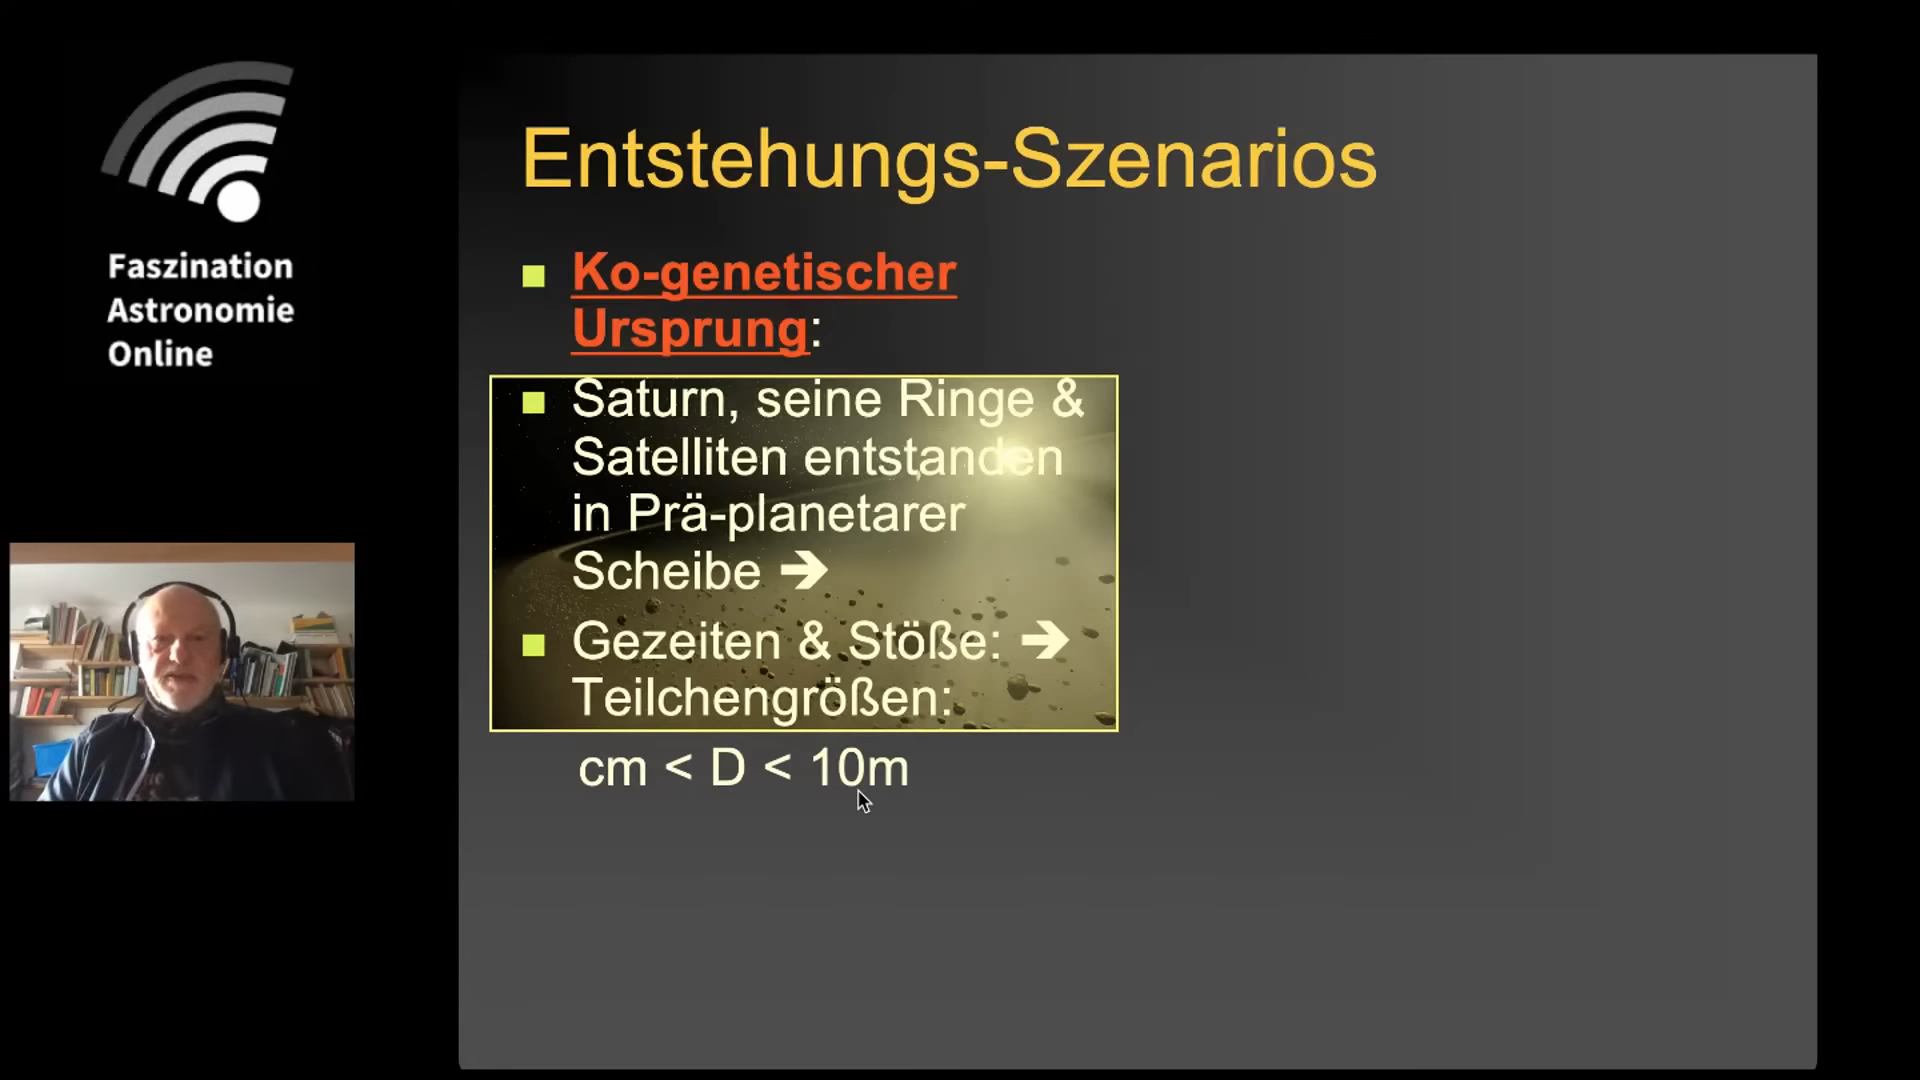 Faszination
Astronomie
Online
Entstehungs-Szenarios
Ko-genetischer
Ursprung:
Saturn, seine Ringe &
Satelliten entstanden
in Prä-planetarer
Scheibe ➔
Gezeiten & Stöße: ➔
Teilchengrößen:
cm < D < 10m